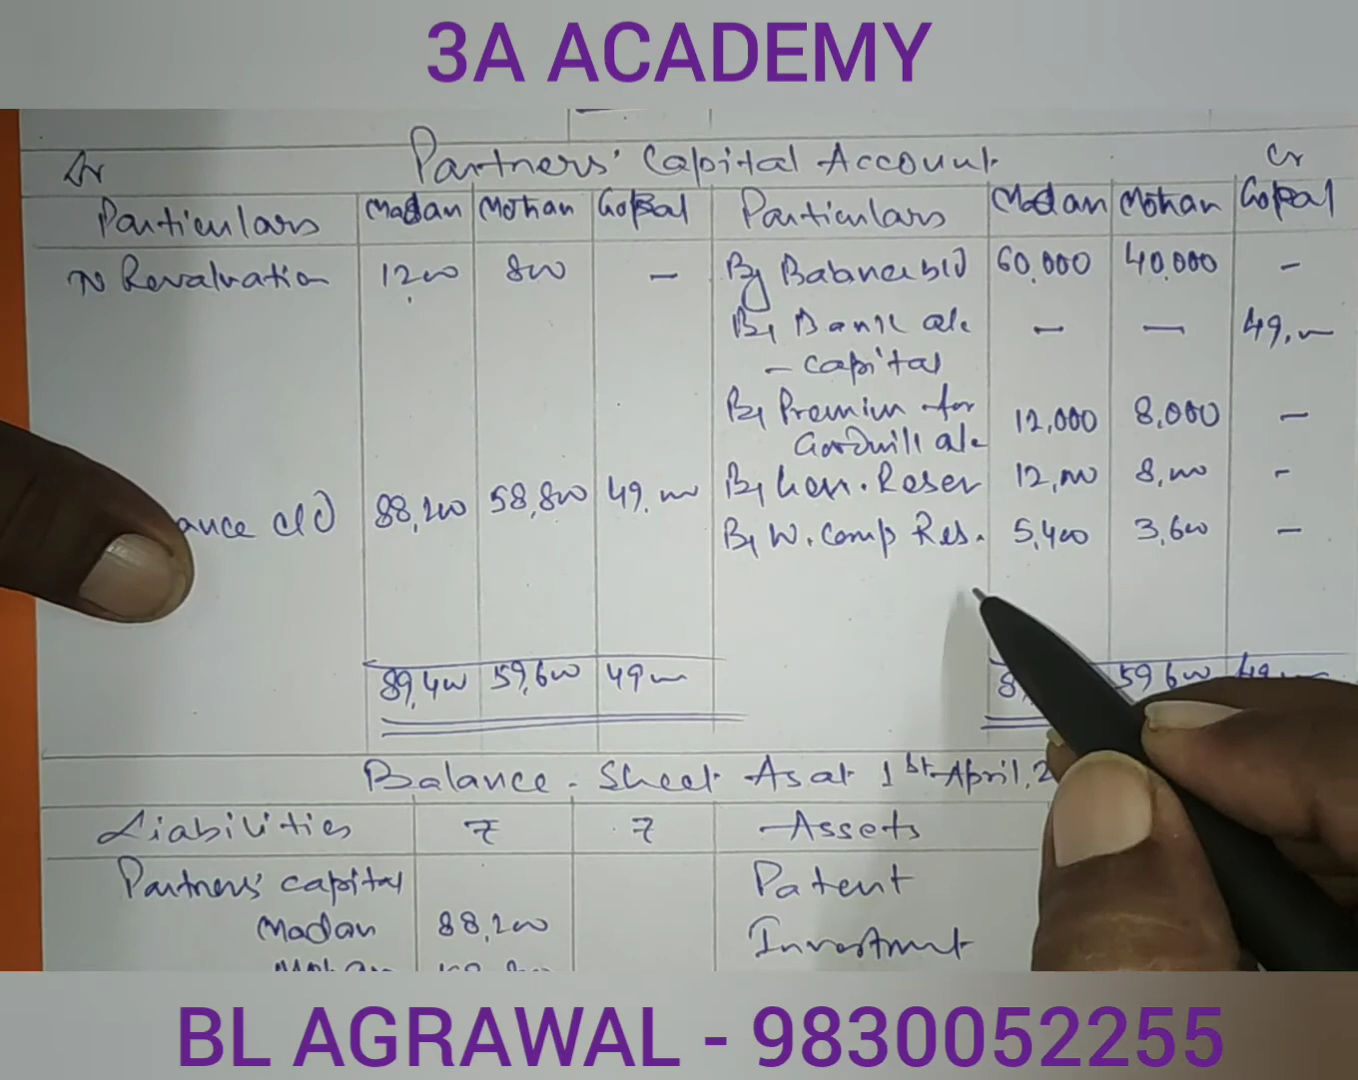 3A ACADEMY
Dr Partners' Capital Account Cr
Particulars Madan Mohan Gopal Particulars Madan Mohan Gopal
To Revaluation 1200 800 — By Balance b/d 60,000 40,000 —
By Bank a/c — — 49,000
- capital
By Premium for 12,000 8,000 —
Goodwill a/c
By Gen. Reser 12,000 8,000 -
ance c/d 88,200 58,800 49,000 By W. Comp Res. 5,400 3,600 —
89,400 59,600 49,000 59,600 49
Balance - Sheet As at 1st April, 2
Liabilities ₹ ₹ Assets
Partners' capital Patent
Madan 88,200 Investment
BL AGRAWAL - 9830052255